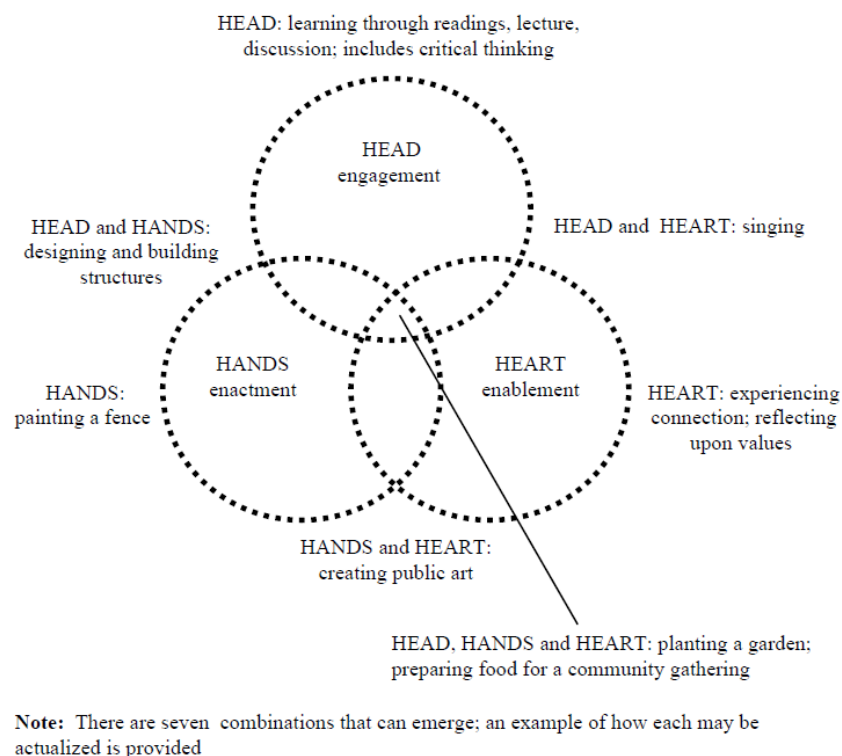 HEAD: learning through readings, lecture,
discussion; includes critical thinking
HEAD
engagement
HEAD and HANDS:
designing and building
structures
HEAD and  HEART: singing
HANDS
enactment
HEART
enablement
HANDS:
painting a fence
HEART: experiencing
connection; reflecting
upon values
HANDS and HEART:
creating public art
HEAD, HANDS and HEART: planting a garden;
preparing food for a community gathering
Note:  There are seven  combinations that can emerge; an example of how each may be
actualized is provided